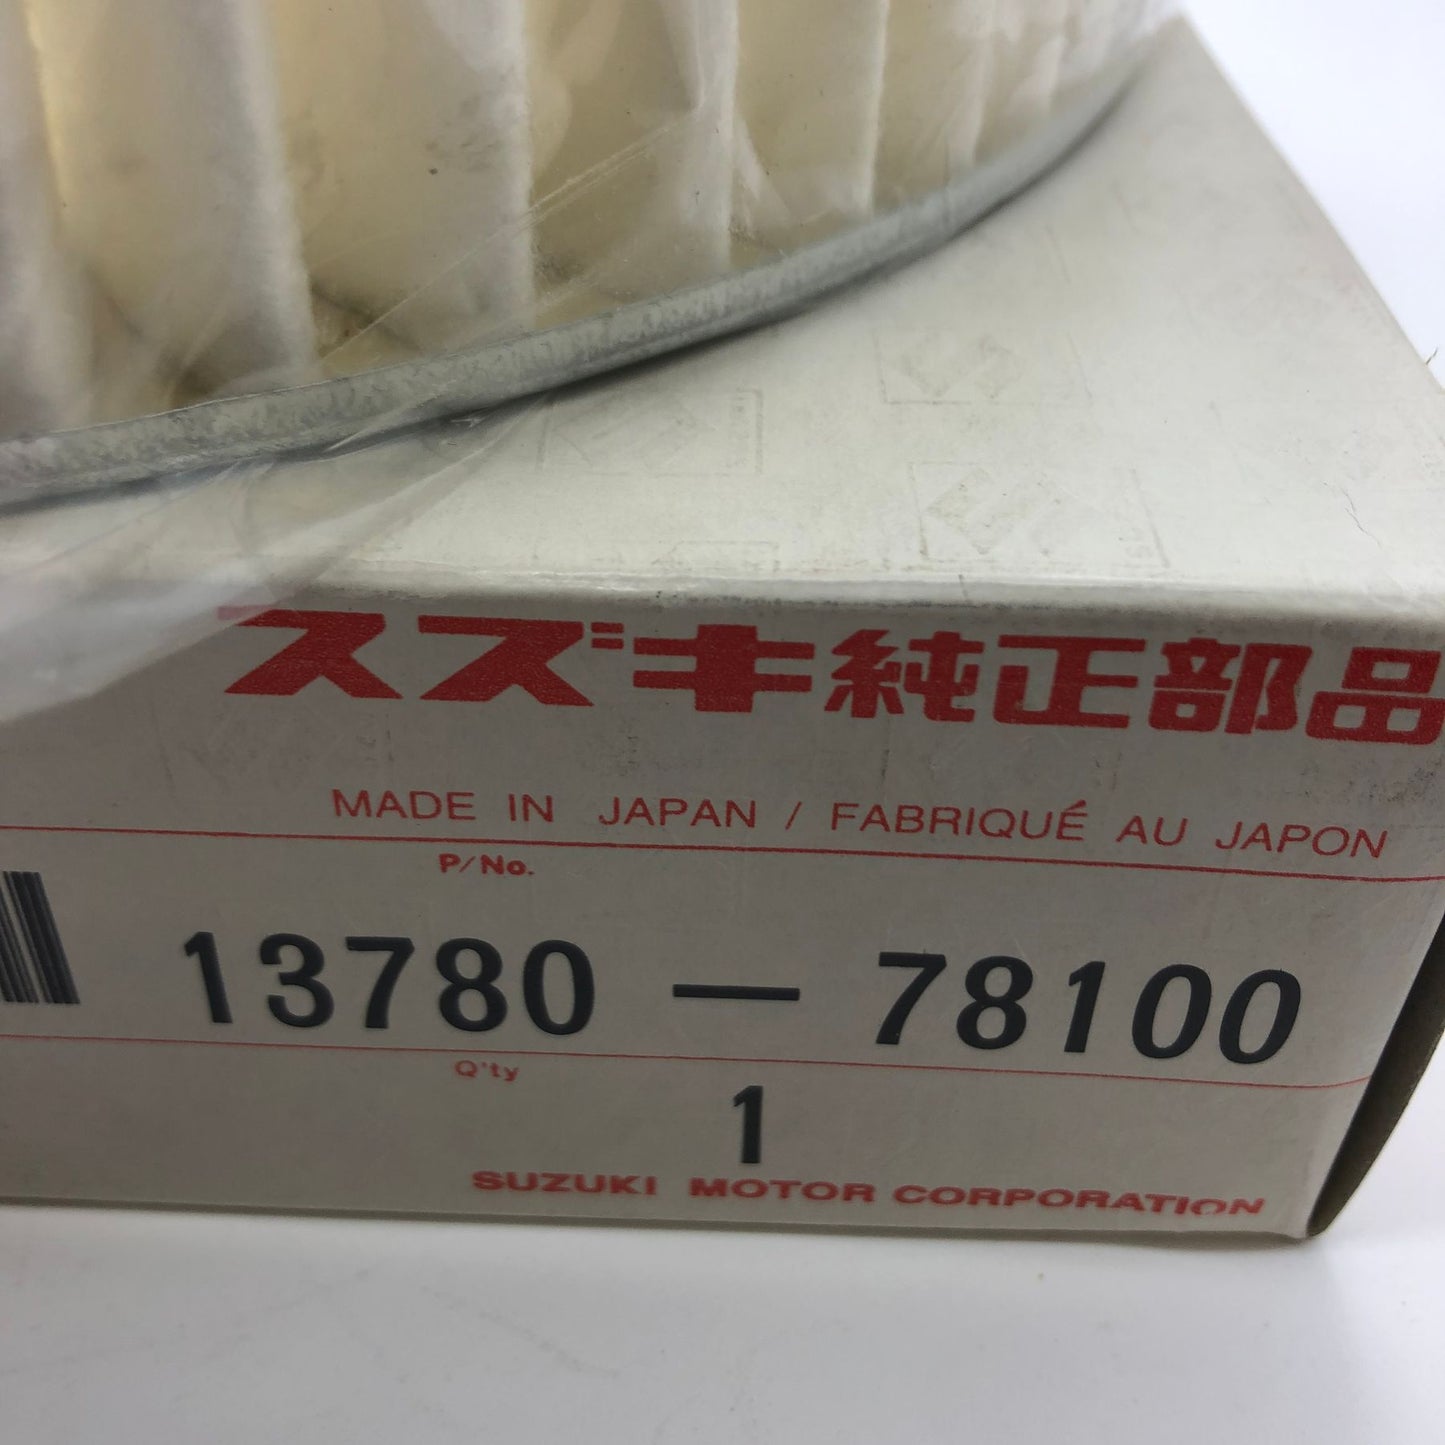 スズキ純正部品
MADE IN JAPAN / FABRIQUÉ AU JAPON
P/No.
13780 — 78100
Q'ty
1
SUZUKI MOTOR CORPORATION